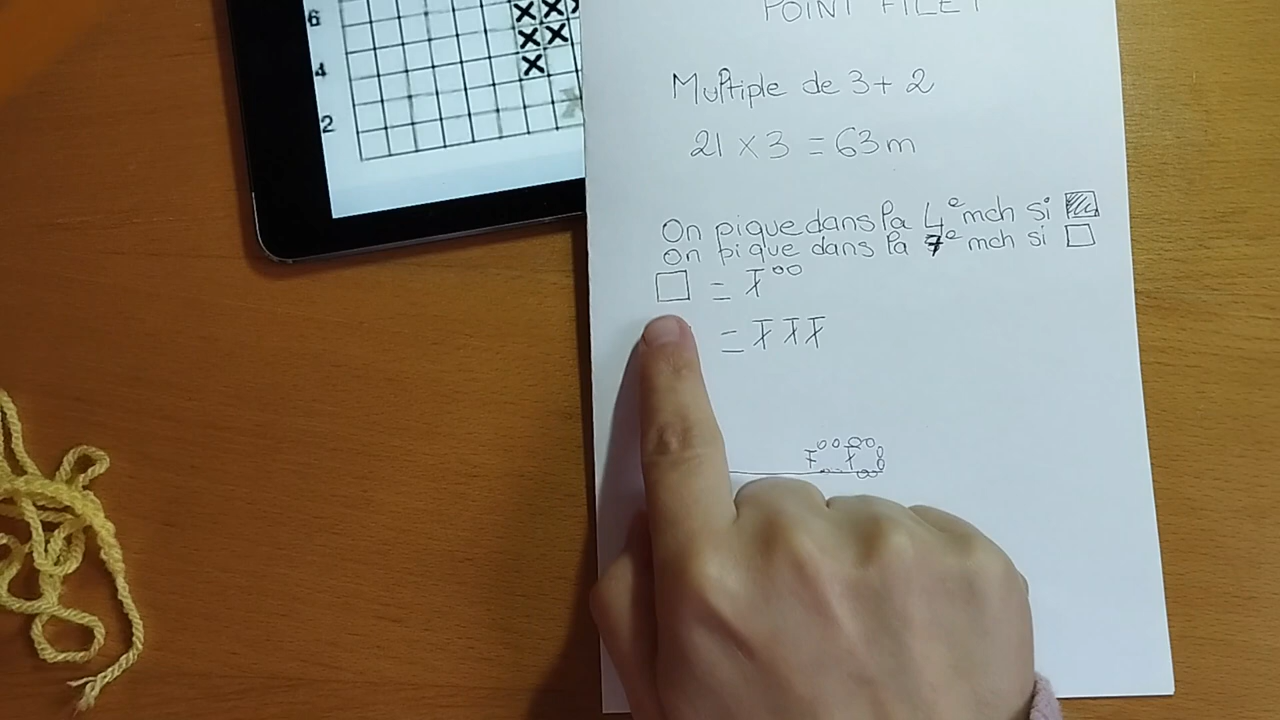 6
4
2
POINT FILET
Multiple de 3 + 2
21 x 3 = 63 m
On pique dans la 4e mch si
on pique dans la 7e mch si